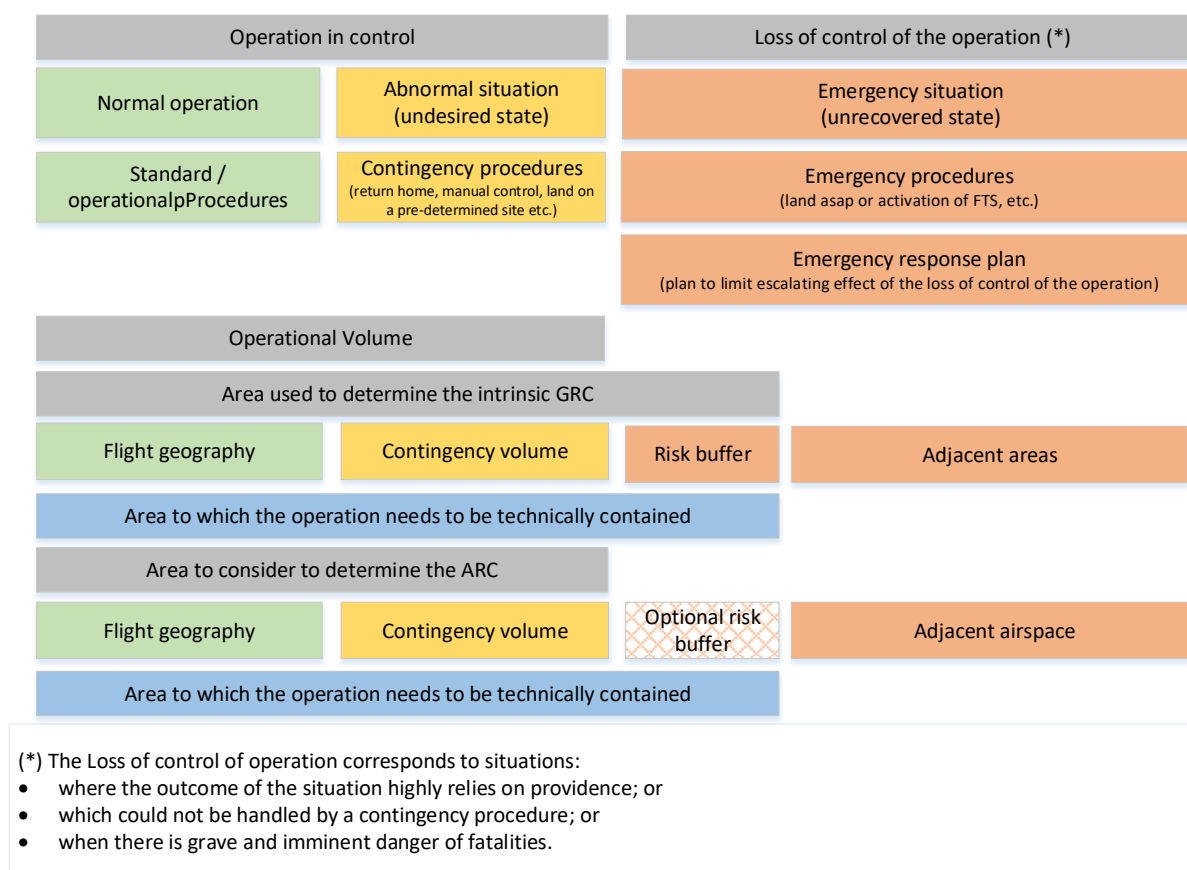 Operation in control
Loss of control of the operation (*)
Normal operation
Abnormal situation
(undesired state)
Emergency situation
(unrecovered state)
Standard /
operationalpProcedures
Contingency procedures
(return home, manual control, land on
a pre-determined site etc.)
Emergency procedures
(land asap or activation of FTS, etc.)
Emergency response plan
(plan to limit escalating effect of the loss of control of the operation)
Operational Volume
Area used to determine the intrinsic GRC
Flight geography
Contingency volume
Risk buffer
Adjacent areas
Area to which the operation needs to be technically contained
Area to consider to determine the ARC
Flight geography
Contingency volume
Optional risk
buffer
Adjacent airspace
Area to which the operation needs to be technically contained
(*) The Loss of control of operation corresponds to situations:
• where the outcome of the situation highly relies on providence; or
• which could not be handled by a contingency procedure; or
• when there is grave and imminent danger of fatalities.